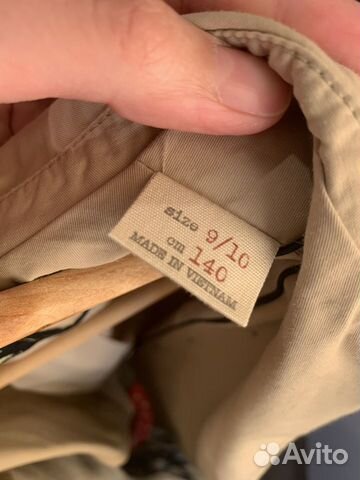 size 9/10
cm 140
MADE IN VIETNAM
Avito